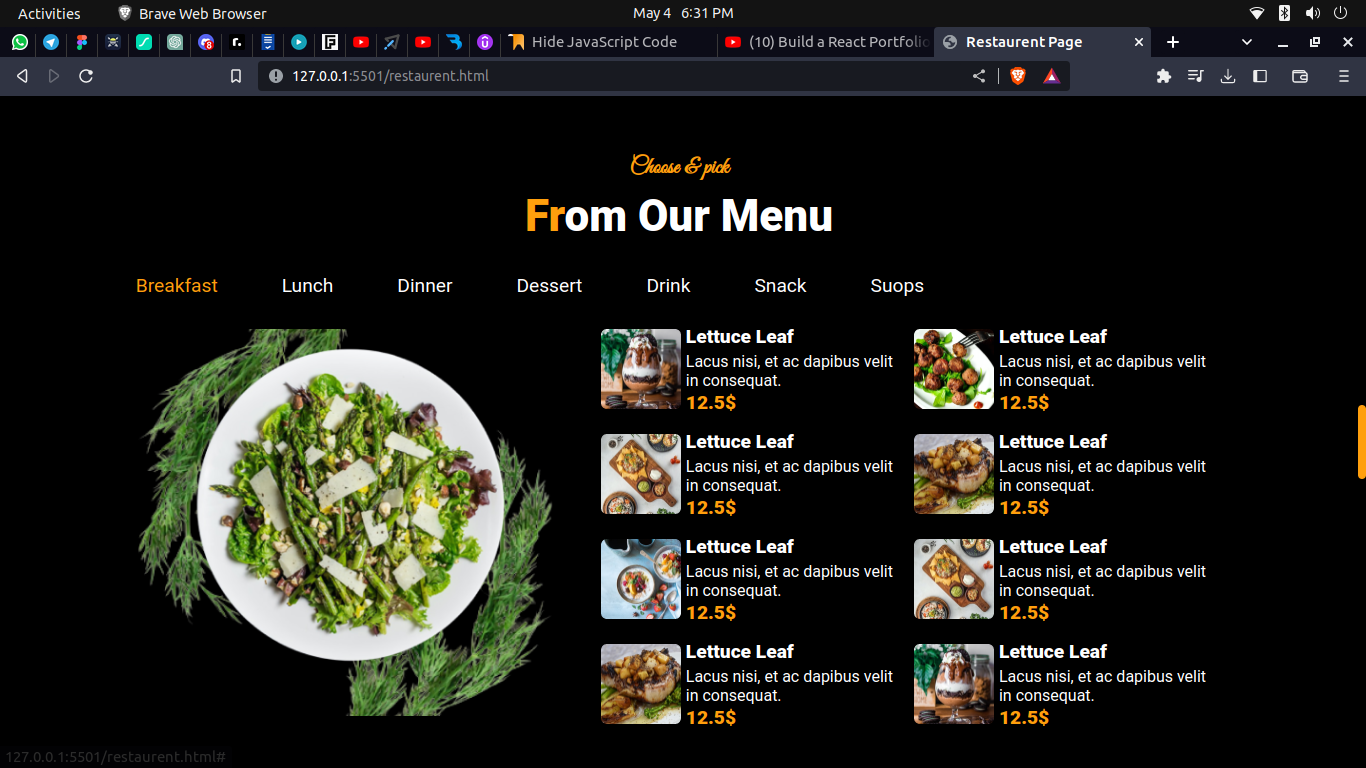 Activities Brave Web Browser May 4 6:31 PM
Hide JavaScript Code (10) Build a React Portfolio Restaurent Page
127.0.0.1:5501/restaurent.html
Choose & pick
From Our Menu
Breakfast Lunch Dinner Dessert Drink Snack Suops
Lettuce Leaf
Lacus nisi, et ac dapibus velit
in consequat.
12.5$
Lettuce Leaf
Lacus nisi, et ac dapibus velit
in consequat.
12.5$
Lettuce Leaf
Lacus nisi, et ac dapibus velit
in consequat.
12.5$
Lettuce Leaf
Lacus nisi, et ac dapibus velit
in consequat.
12.5$
Lettuce Leaf
Lacus nisi, et ac dapibus velit
in consequat.
12.5$
Lettuce Leaf
Lacus nisi, et ac dapibus velit
in consequat.
12.5$
Lettuce Leaf
Lacus nisi, et ac dapibus velit
in consequat.
12.5$
Lettuce Leaf
Lacus nisi, et ac dapibus velit
in consequat.
12.5$
127.0.0.1:5501/restaurent.html#